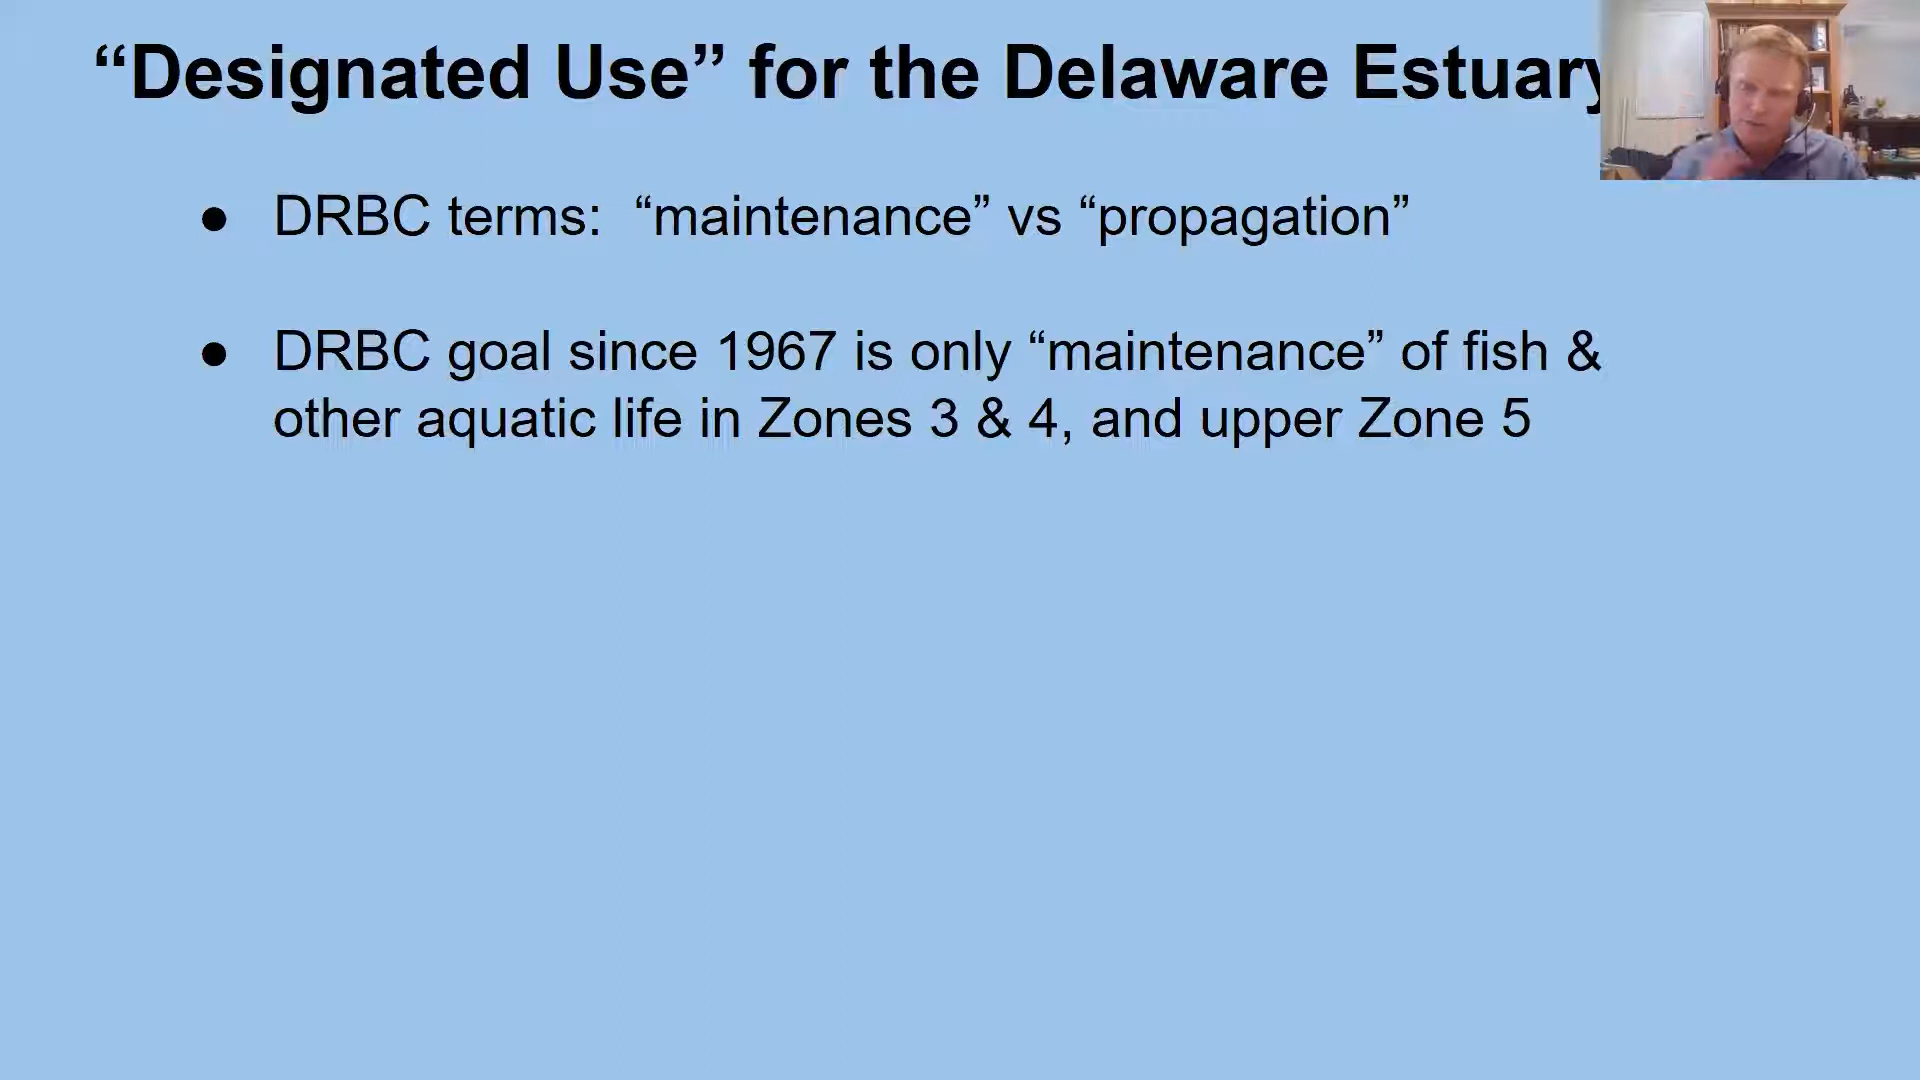 “Designated Use” for the Delaware Estuary
● DRBC terms: “maintenance” vs “propagation”
● DRBC goal since 1967 is only “maintenance” of fish &
other aquatic life in Zones 3 & 4, and upper Zone 5